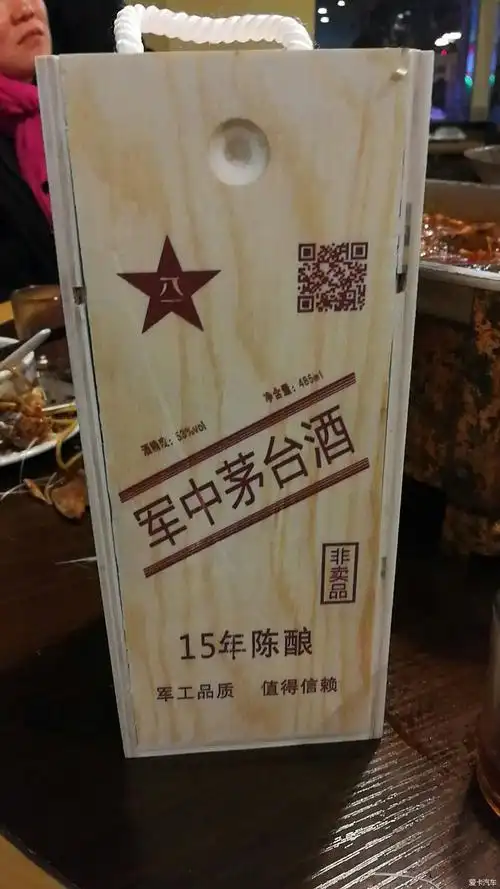 八一
酒精度：53%vol
净含量：486ml
军中茅台酒
非卖品
15年陈酿
军工品质 值得信赖
爱卡汽车